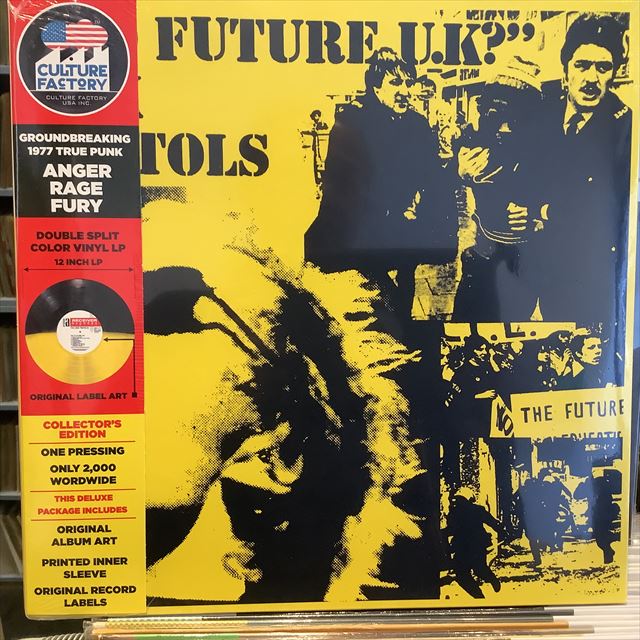 FUTURE U.K?"
TOLS
CULTURE
FACTORY
CULTURE FACTORY
USA INC.
GROUNDBREAKING
1977 TRUE PUNK
ANGER
RAGE
FURY
DOUBLE SPLIT
COLOR VINYL LP
12 INCH LP
RECEIVER
ORIGINAL LABEL ART
COLLECTOR'S
EDITION
ONE PRESSING
ONLY 2,000
WORDWIDE
THIS DELUXE
PACKAGE INCLUDES
ORIGINAL
ALBUM ART
PRINTED INNER
SLEEVE
ORIGINAL RECORD
LABELS
NO
THE FUTURE